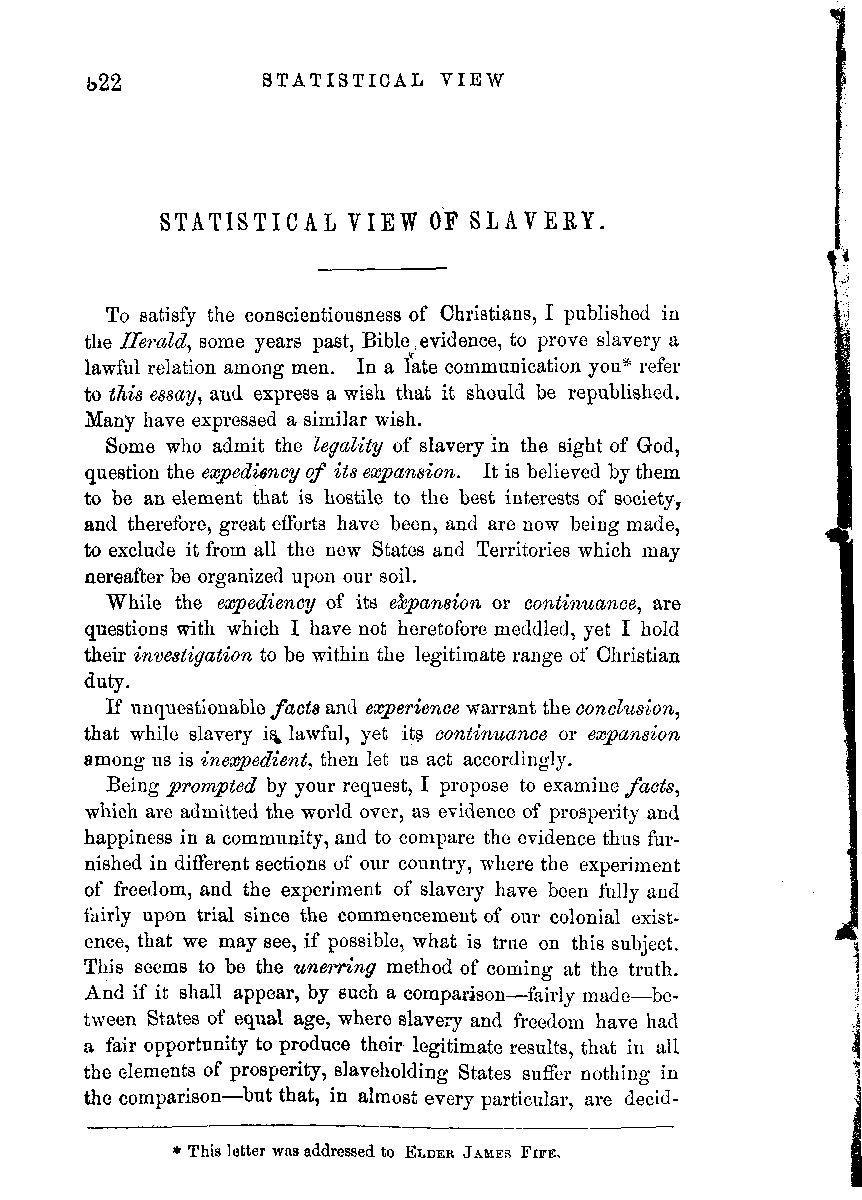 522 STATISTICAL VIEW
STATISTICAL VIEW OF SLAVERY.
To satisfy the conscientiousness of Christians, I published in
the Herald, some years past, Bible evidence, to prove slavery a
lawful relation among men. In a late communication you* refer
to this essay, and express a wish that it should be republished.
Many have expressed a similar wish.
Some who admit the legality of slavery in the sight of God,
question the expediency of its expansion. It is believed by them
to be an element that is hostile to the best interests of society,
and therefore, great efforts have been, and are now being made,
to exclude it from all the new States and Territories which may
hereafter be organized upon our soil.
While the expediency of its expansion or continuance, are
questions with which I have not heretofore meddled, yet I hold
their investigation to be within the legitimate range of Christian
duty.
If unquestionable facts and experience warrant the conclusion,
that while slavery is lawful, yet its continuance or expansion
among us is inexpedient, then let us act accordingly.
Being prompted by your request, I propose to examine facts,
which are admitted the world over, as evidence of prosperity and
happiness in a community, and to compare the evidence thus fur-
nished in different sections of our country, where the experiment
of freedom, and the experiment of slavery have been fully and
fairly upon trial since the commencement of our colonial exist-
ence, that we may see, if possible, what is true on this subject.
This seems to be the unerring method of coming at the truth.
And if it shall appear, by such a comparison—fairly made—be-
tween States of equal age, where slavery and freedom have had
a fair opportunity to produce their legitimate results, that in all
the elements of prosperity, slaveholding States suffer nothing in
the comparison—but that, in almost every particular, are decid-
* This letter was addressed to ELDER JAMES FIFE.